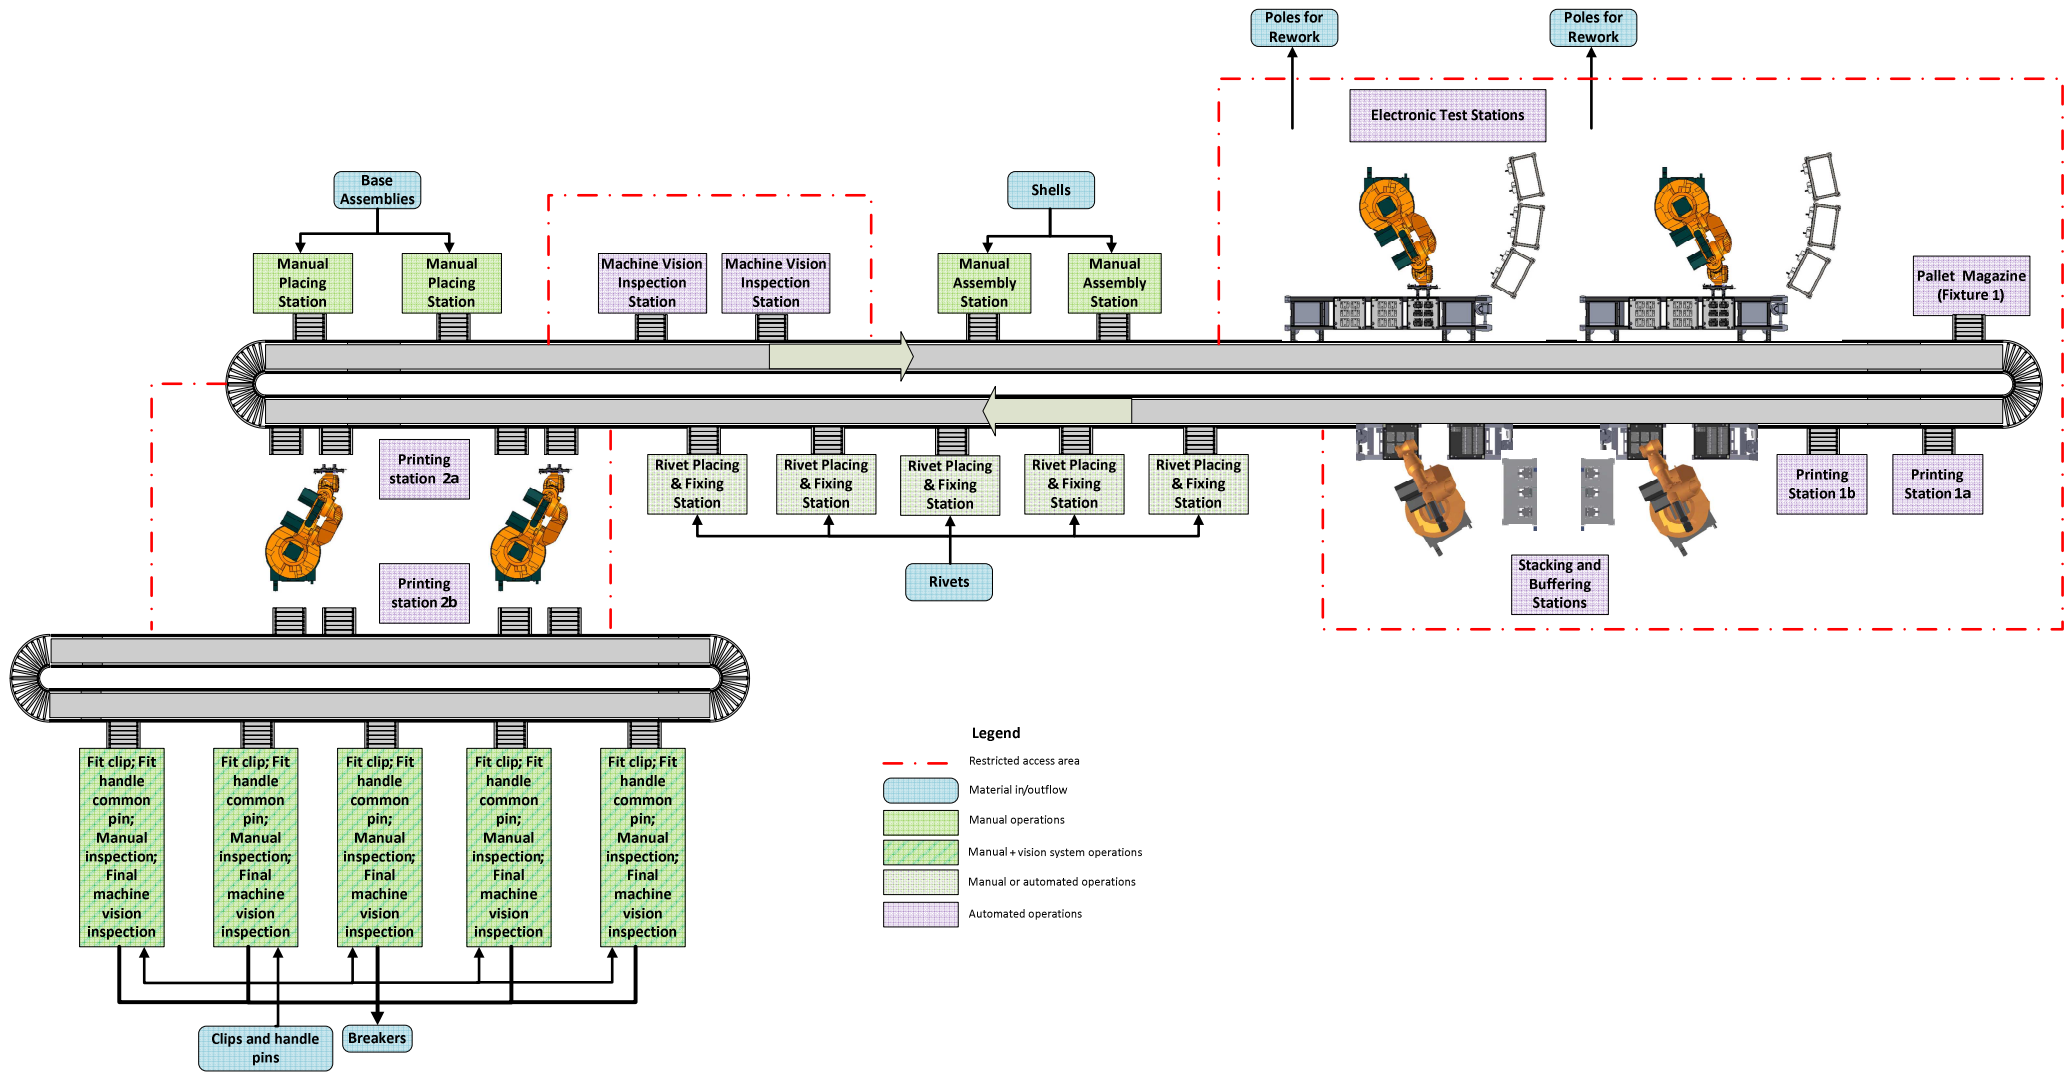 Poles for
Rework
Poles for
Rework
Electronic Test Stations
Base
Assemblies
Shells
Manual
Placing
Station
Manual
Placing
Station
Machine Vision
Inspection
Station
Machine Vision
Inspection
Station
Manual
Assembly
Station
Manual
Assembly
Station
Pallet Magazine
(Fixture 1)
Printing
station 2a
Rivet Placing
& Fixing
Station
Rivet Placing
& Fixing
Station
Rivet Placing
& Fixing
Station
Rivet Placing
& Fixing
Station
Rivet Placing
& Fixing
Station
Printing
Station 1b
Printing
Station 1a
Printing
station 2b
Rivets
Stacking and
Buffering
Stations
Fit clip; Fit
handle
common
pin;
Manual
inspection;
Final
machine
vision
inspection
Fit clip; Fit
handle
common
pin;
Manual
inspection;
Final
machine
vision
inspection
Fit clip; Fit
handle
common
pin;
Manual
inspection;
Final
machine
vision
inspection
Fit clip; Fit
handle
common
pin;
Manual
inspection;
Final
machine
vision
inspection
Fit clip; Fit
handle
common
pin;
Manual
inspection;
Final
machine
vision
inspection
Clips and handle
pins
Breakers
Legend
Restricted access area
Material in/outflow
Manual operations
Manual + vision system operations
Manual or automated operations
Automated operations